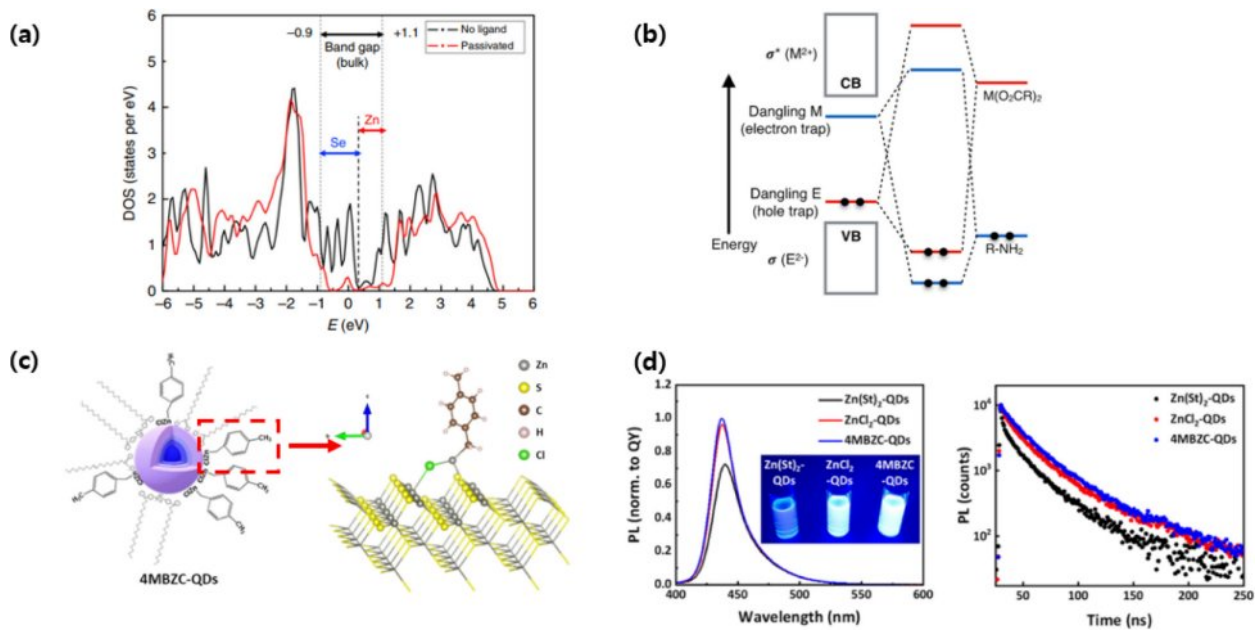 (a)
6
5
4
3
2
1
0
DOS (states per eV)
−0.9
+1.1
Band gap
(bulk)
No ligand
Passivated
Zn
Se
−6 −5 −4 −3 −2 −1 0 1 2 3 4 5 6
E (eV)
(b)
σ* (M²⁺)
CB
M(O₂CR)₂
Dangling M
(electron trap)
Dangling E
(hole trap)
VB
R-NH₂
Energy
σ (E²⁻)
(c)
Zn
S
C
H
Cl
CH₃
4MBZC-QDs
(d)
1.2
1.0
0.8
0.6
0.4
0.2
0.0
PL (norm. to QY)
Zn(St)₂-QDs
ZnCl₂-QDs
4MBZC-QDs
Zn(St)₂- ZnCl₂ 4MBZC
QDs -QDs -QDs
400 450 500 550 600
Wavelength (nm)
10⁴
10³
10²
PL (counts)
Zn(St)₂-QDs
ZnCl₂-QDs
4MBZC-QDs
50 100 150 200 250
Time (ns)